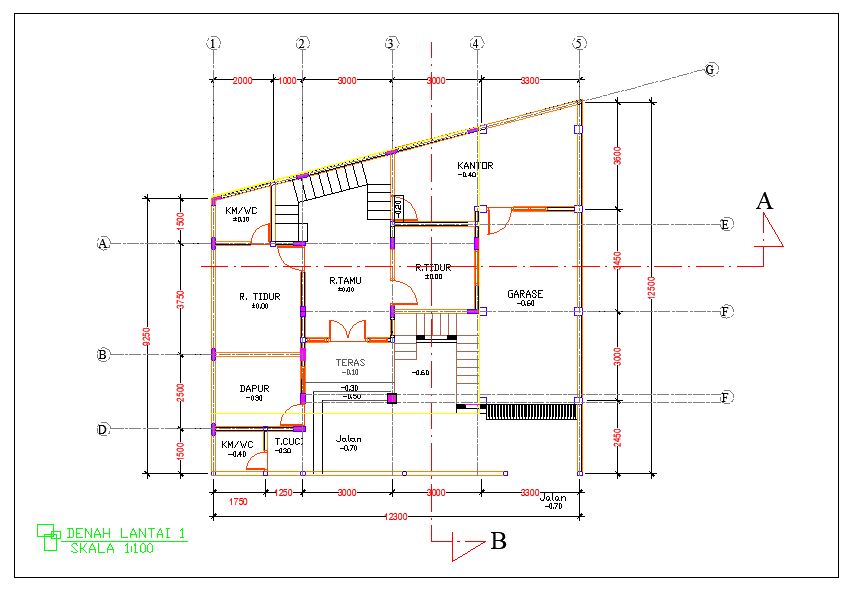 1 2 3 4 5
G
2000 1000 3000 3000 3300
KANTOR
-0.40
3600
KM/WC
±0.10
-0.20
1500
A
E
A
R.TIDUR
±0.00
R.TAMU
±0.00
R. TIDUR
±0.00
GARASE
-0.60
3450
12500
3750
9250
F
B
TERAS
-0.10
-0.60
3000
DAPUR
-0.30
-0.50
2500
F
D
KM/WC
-0.40
T.CUCI
-0.30
Jalan
-0.70
2450
1500
1750 1250 3000 3000 3300
Jalan
-0.70
12300
DENAH LANTAI 1
SKALA 1:100
B